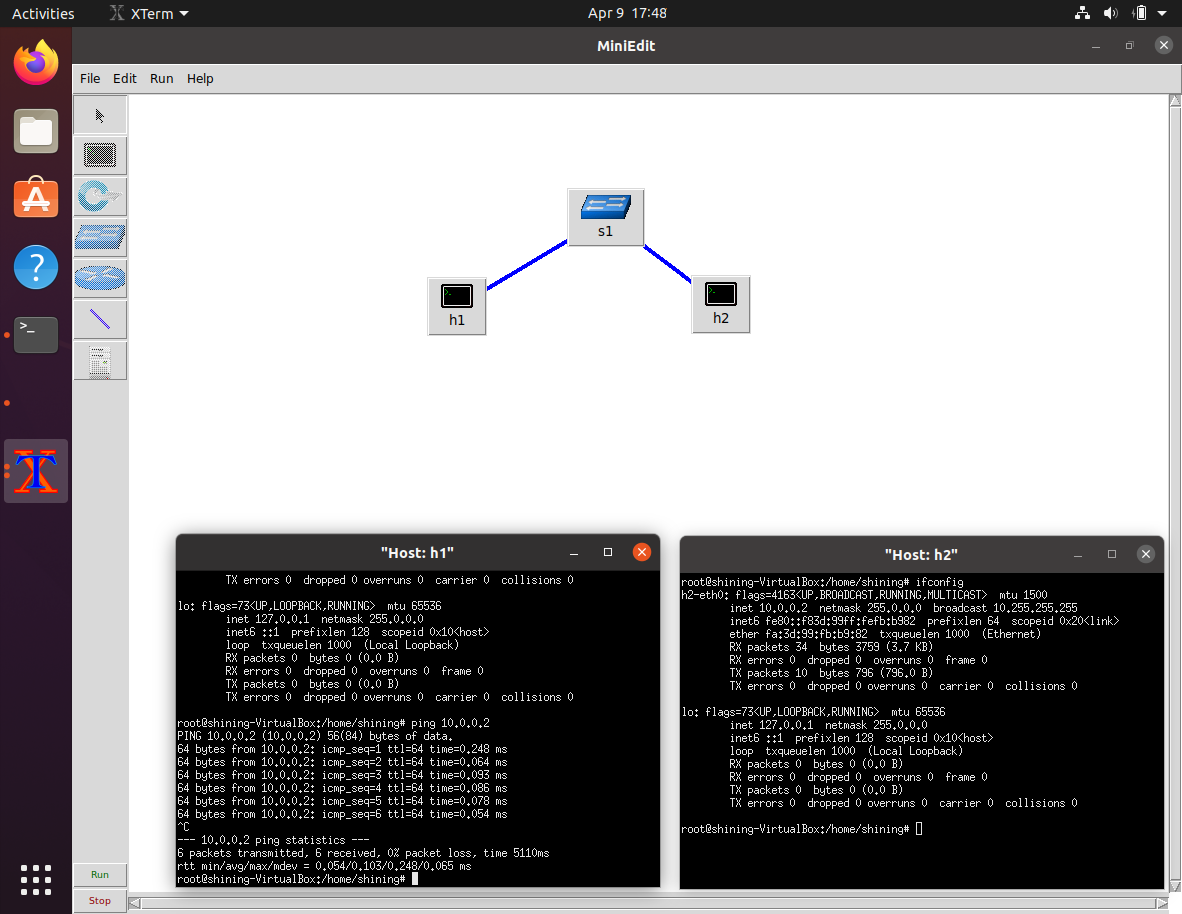 Activities XTerm Apr 9 17:48
MiniEdit
File Edit Run Help
s1
h1
h2
"Host: h1"
TX errors 0  dropped 0 overruns 0  carrier 0  collisions 0
lo: flags=73<UP,LOOPBACK,RUNNING>  mtu 65536
inet 127.0.0.1  netmask 255.0.0.0
inet6 ::1  prefixlen 128  scopeid 0x10<host>
loop  txqueuelen 1000  (Local Loopback)
RX packets 0  bytes 0 (0.0 B)
RX errors 0  dropped 0  overruns 0  frame 0
TX packets 0  bytes 0 (0.0 B)
TX errors 0  dropped 0 overruns 0  carrier 0  collisions 0
root@shining-VirtualBox:/home/shining# ping 10.0.0.2
PING 10.0.0.2 (10.0.0.2) 56(84) bytes of data.
64 bytes from 10.0.0.2: icmp_seq=1 ttl=64 time=0.248 ms
64 bytes from 10.0.0.2: icmp_seq=2 ttl=64 time=0.064 ms
64 bytes from 10.0.0.2: icmp_seq=3 ttl=64 time=0.093 ms
64 bytes from 10.0.0.2: icmp_seq=4 ttl=64 time=0.086 ms
64 bytes from 10.0.0.2: icmp_seq=5 ttl=64 time=0.078 ms
64 bytes from 10.0.0.2: icmp_seq=6 ttl=64 time=0.054 ms
^C
--- 10.0.0.2 ping statistics ---
6 packets transmitted, 6 received, 0% packet loss, time 5110ms
rtt min/avg/max/mdev = 0.054/0.103/0.248/0.065 ms
root@shining-VirtualBox:/home/shining#
"Host: h2"
root@shining-VirtualBox:/home/shining# ifconfig
h2-eth0: flags=4163<UP,BROADCAST,RUNNING,MULTICAST>  mtu 1500
inet 10.0.0.2  netmask 255.0.0.0  broadcast 10.255.255.255
inet6 fe80::f83d:99ff:fefb:b982  prefixlen 64  scopeid 0x20<link>
ether fa:3d:99:fb:b9:82  txqueuelen 1000  (Ethernet)
RX packets 34  bytes 3759 (3.7 KB)
RX errors 0  dropped 0  overruns 0  frame 0
TX packets 10  bytes 796 (796.0 B)
TX errors 0  dropped 0 overruns 0  carrier 0  collisions 0
lo: flags=73<UP,LOOPBACK,RUNNING>  mtu 65536
inet 127.0.0.1  netmask 255.0.0.0
inet6 ::1  prefixlen 128  scopeid 0x10<host>
loop  txqueuelen 1000  (Local Loopback)
RX packets 0  bytes 0 (0.0 B)
RX errors 0  dropped 0  overruns 0  frame 0
TX packets 0  bytes 0 (0.0 B)
TX errors 0  dropped 0 overruns 0  carrier 0  collisions 0
root@shining-VirtualBox:/home/shining#
Run
Stop